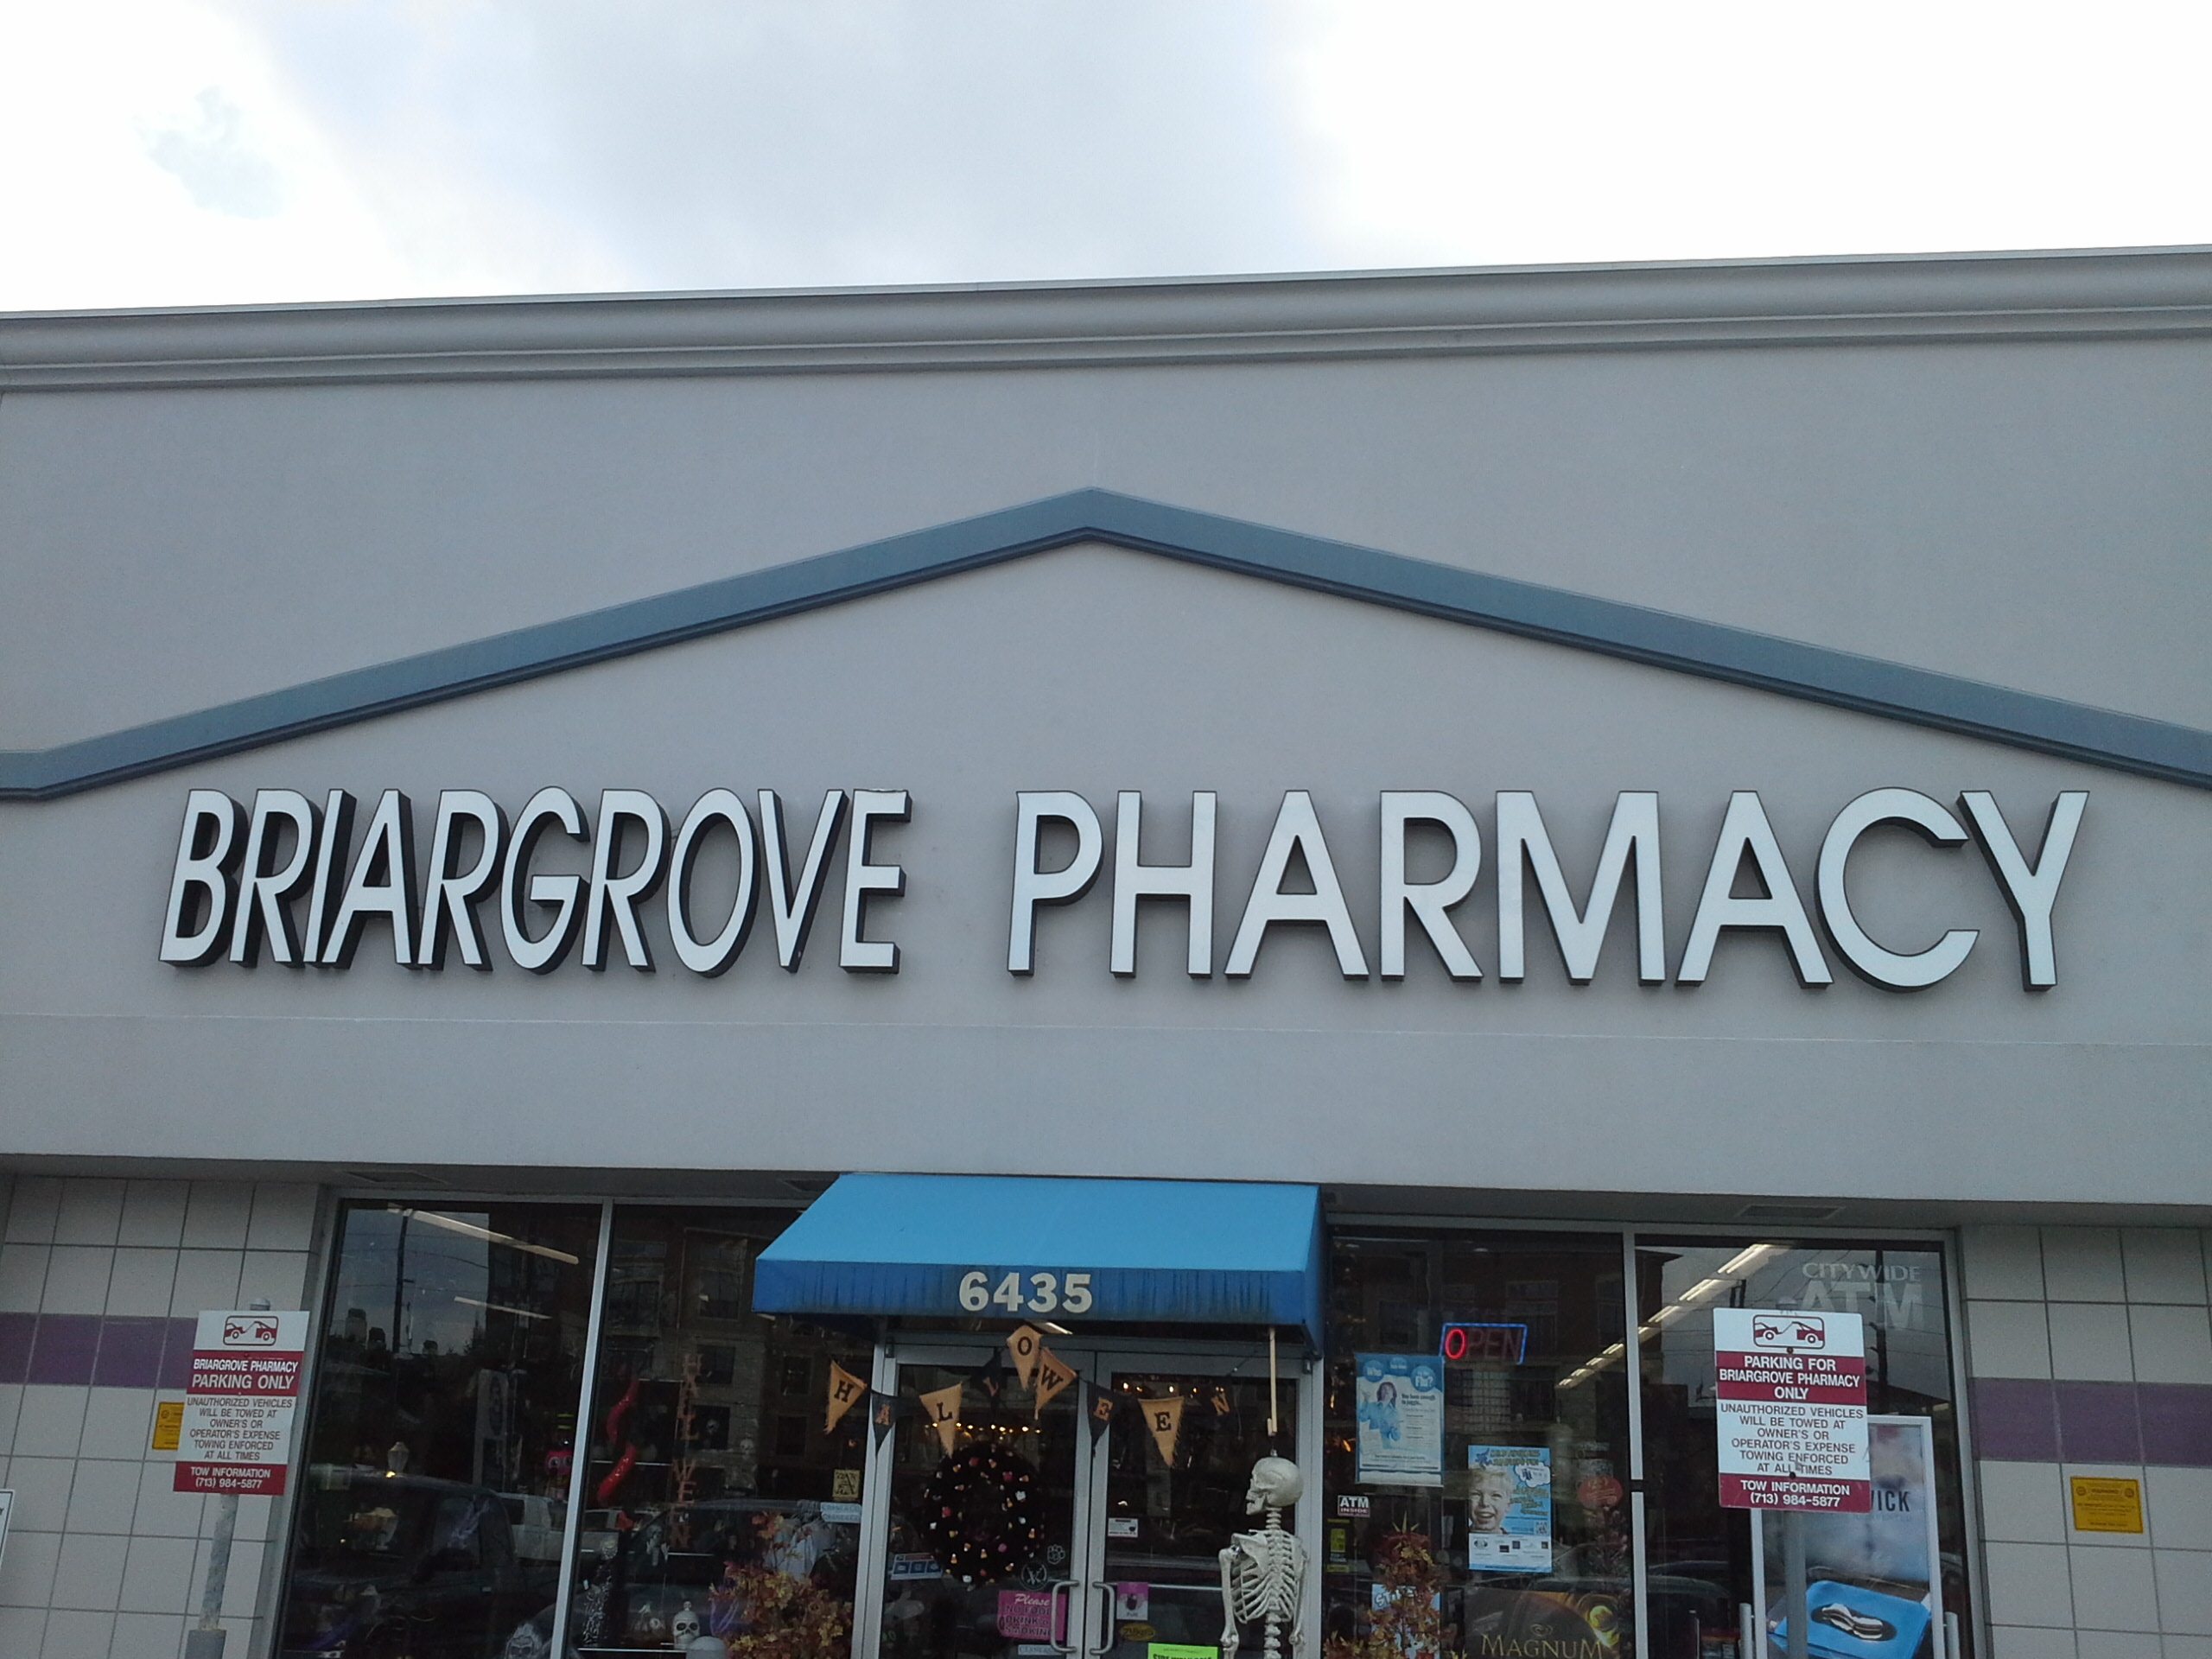 BRIARGROVE PHARMACY
6435
CITYWIDE
ATM
OPEN
HALLOWEEN
BRIARGROVE PHARMACY
PARKING ONLY
UNAUTHORIZED VEHICLES
WILL BE TOWED AT
OWNER'S OR
OPERATOR'S EXPENSE
TOWING ENFORCED
AT ALL TIMES
TOW INFORMATION
(713) 984-5877
PARKING FOR
BRIARGROVE PHARMACY
ONLY
UNAUTHORIZED VEHICLES
WILL BE TOWED AT
OWNER'S OR
OPERATOR'S EXPENSE
TOWING ENFORCED
AT ALL TIMES
TOW INFORMATION
(713) 984-5877
Flu?
ATM
INSIDE
Please
MAGNUM